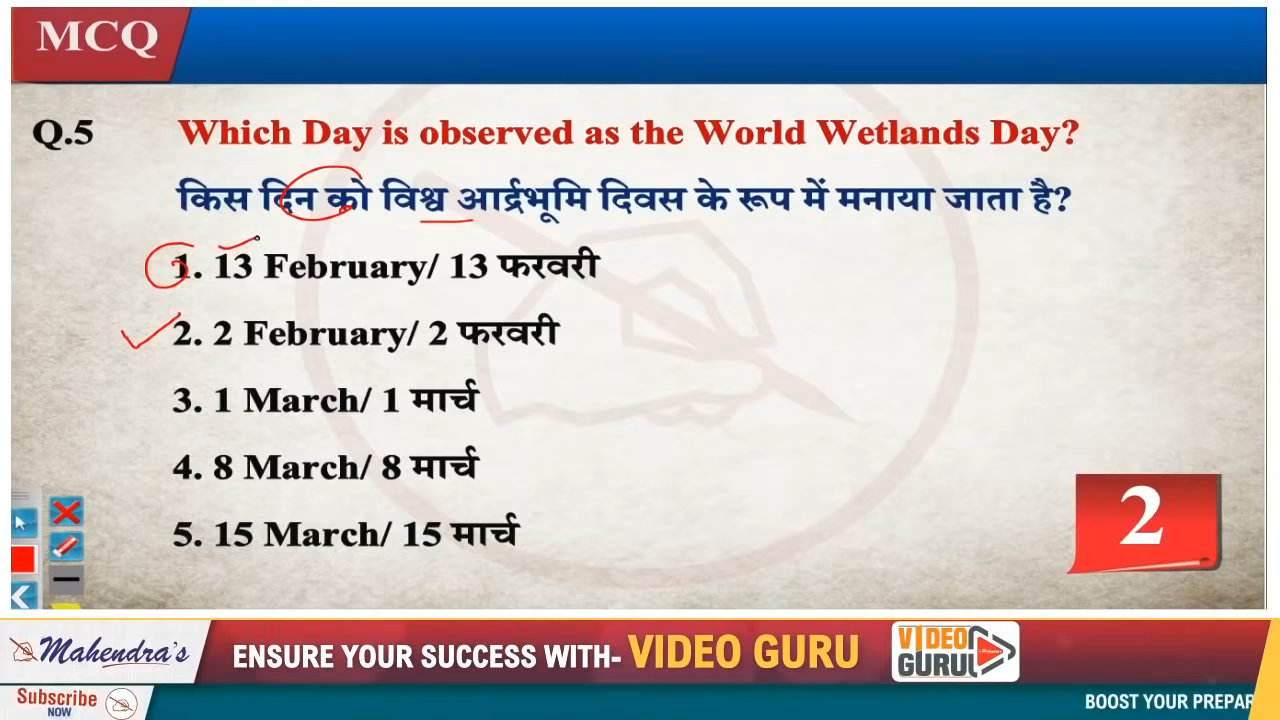 MCQ
Q.5 Which Day is observed as the World Wetlands Day?
किस दिन को विश्व आर्द्रभूमि दिवस के रूप में मनाया जाता है?
1. 13 February/ 13 फरवरी
2. 2 February/ 2 फरवरी
3. 1 March/ 1 मार्च
4. 8 March/ 8 मार्च
5. 15 March/ 15 मार्च
2
Mahendra's
ENSURE YOUR SUCCESS WITH- VIDEO GURU
VIDEO
GURU
Subscribe
NOW
BOOST YOUR PREPAR